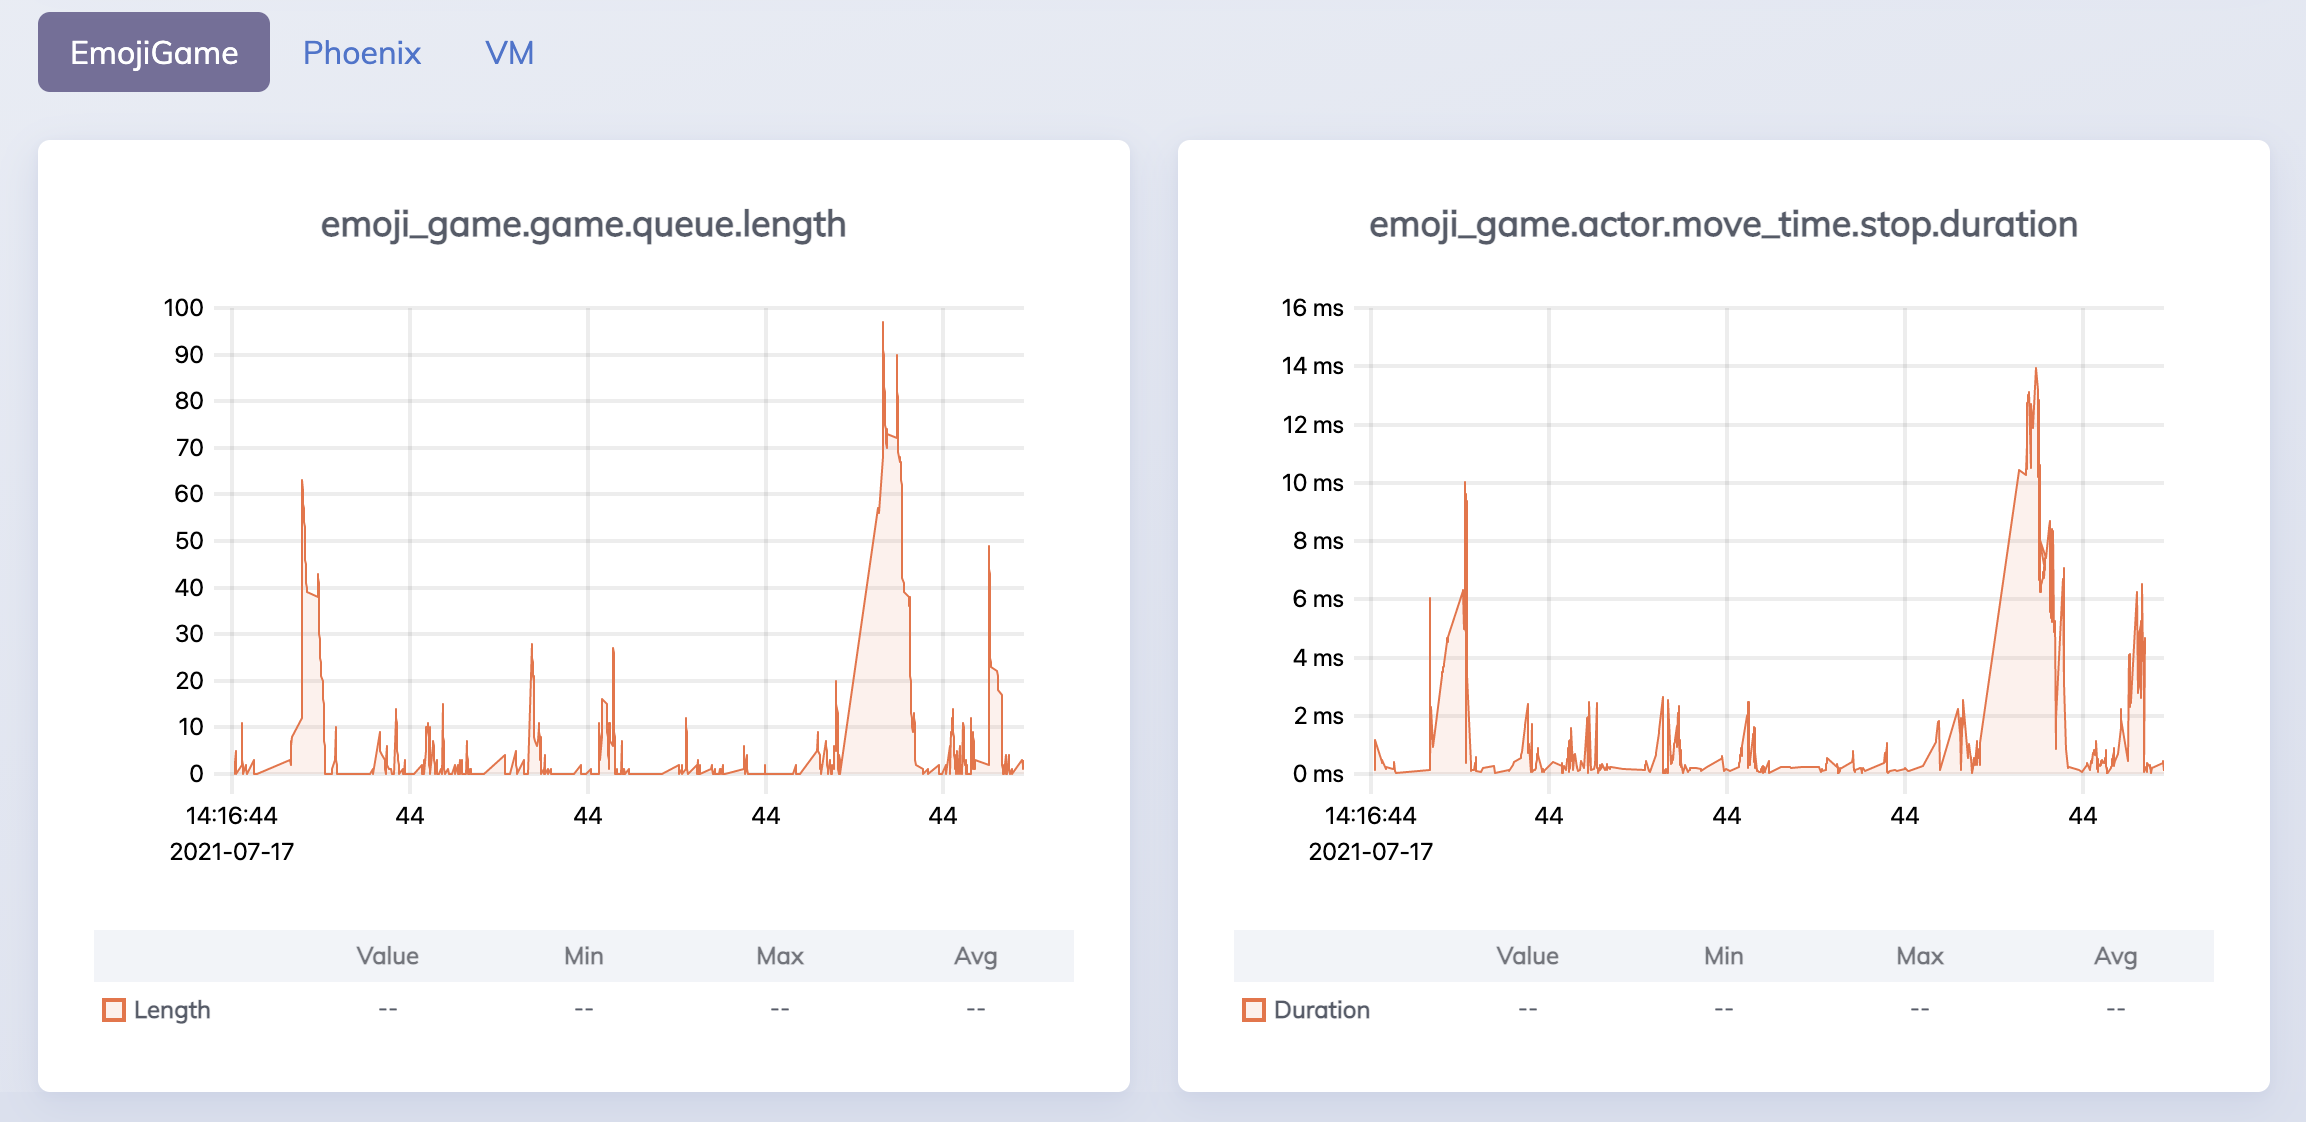 EmojiGame Phoenix VM
emoji_game.game.queue.length
100
90
80
70
60
50
40
30
20
10
0
14:16:44 44 44 44 44
2021-07-17
Value Min Max Avg
Length -- -- -- --
emoji_game.actor.move_time.stop.duration
16 ms
14 ms
12 ms
10 ms
8 ms
6 ms
4 ms
2 ms
0 ms
14:16:44 44 44 44 44
2021-07-17
Value Min Max Avg
Duration -- -- -- --